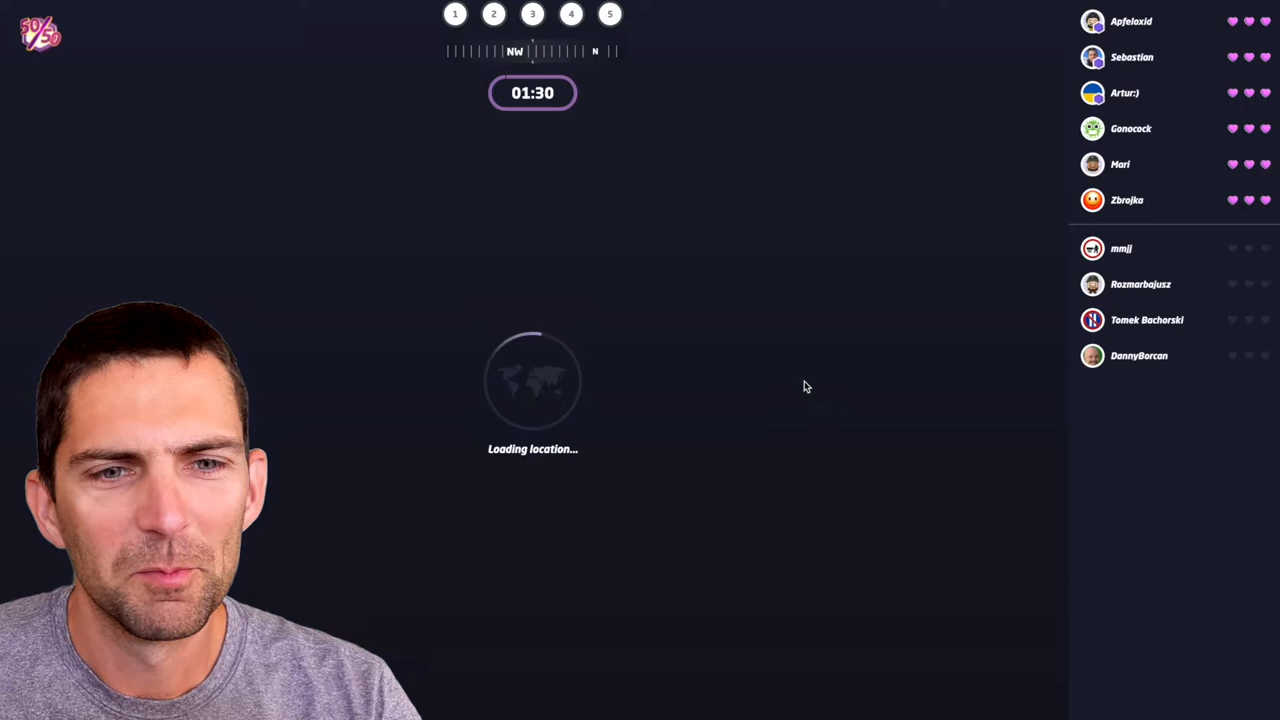 50/50
1 2 3 4 5
NW N
01:30
Loading location...
Apfeloxid
Sebastian
Artur:)
Gonocock
Mari
Zbrojka
mmjj
Rozmarbajusz
Tomek Bachorski
DannyBorcan